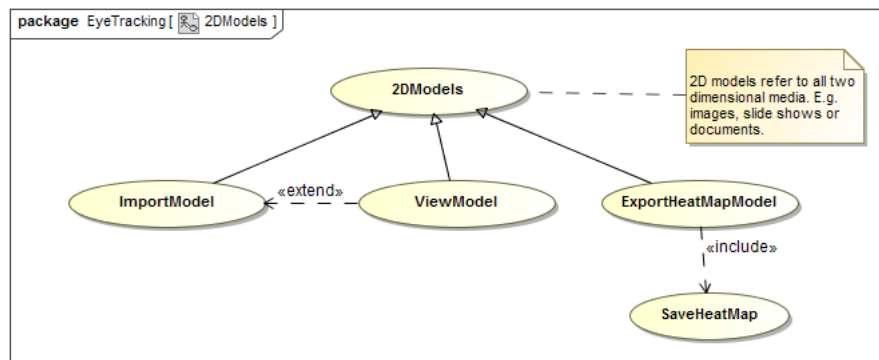 package EyeTracking [ 2DModels ]
2DModels
2D models refer to all two
dimensional media. E.g.
images, slide shows or
documents.
ImportModel
«extend»
ViewModel
ExportHeatMapModel
«include»
SaveHeatMap